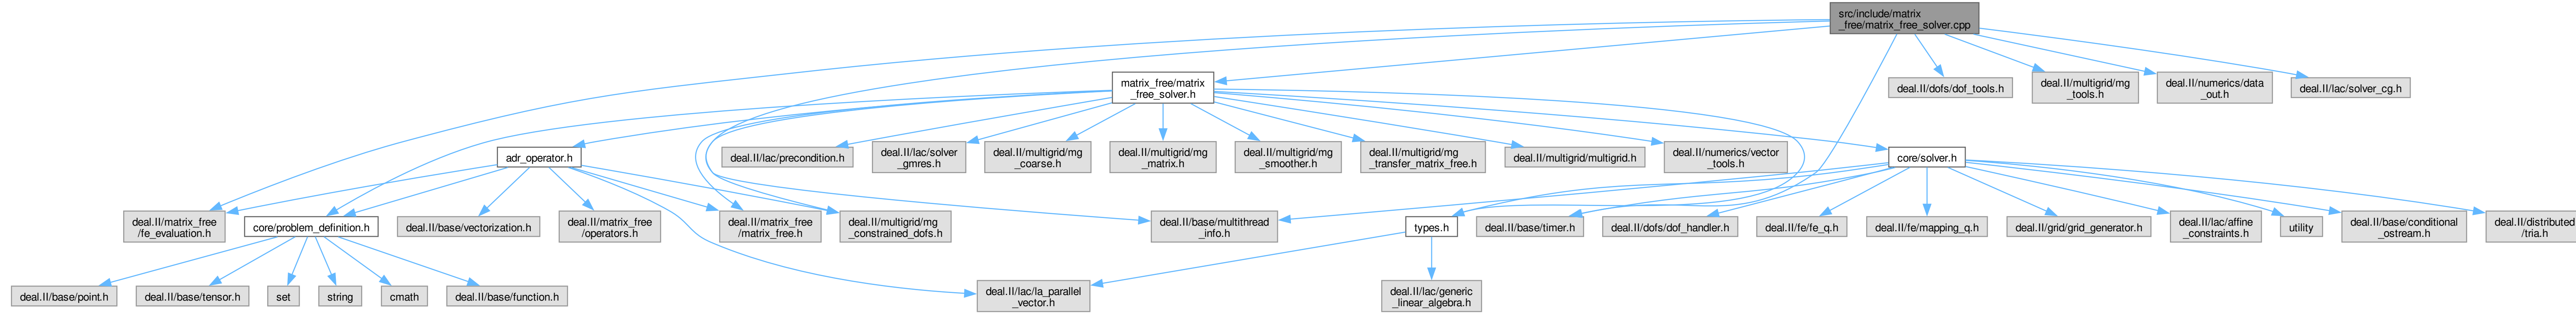 src/include/matrix
_free/matrix_free_solver.cpp
matrix_free/matrix
_free_solver.h
deal.II/dofs/dof_tools.h
deal.II/multigrid/mg
_tools.h
deal.II/numerics/data
_out.h
deal.II/lac/solver_cg.h
adr_operator.h
deal.II/lac/precondition.h
deal.II/lac/solver
_gmres.h
deal.II/multigrid/mg
_coarse.h
deal.II/multigrid/mg
_matrix.h
deal.II/multigrid/mg
_smoother.h
deal.II/multigrid/mg
_transfer_matrix_free.h
deal.II/multigrid/multigrid.h
deal.II/numerics/vector
_tools.h
core/solver.h
deal.II/matrix_free
/fe_evaluation.h
core/problem_definition.h
deal.II/base/vectorization.h
deal.II/matrix_free
/operators.h
deal.II/matrix_free
/matrix_free.h
deal.II/multigrid/mg
_constrained_dofs.h
deal.II/base/multithread
_info.h
types.h
deal.II/base/timer.h
deal.II/dofs/dof_handler.h
deal.II/fe/fe_q.h
deal.II/fe/mapping_q.h
deal.II/grid/grid_generator.h
deal.II/lac/affine
_constraints.h
utility
deal.II/base/conditional
_ostream.h
deal.II/distributed
/tria.h
deal.II/base/point.h
deal.II/base/tensor.h
set
string
cmath
deal.II/base/function.h
deal.II/lac/la_parallel
_vector.h
deal.II/lac/generic
_linear_algebra.h